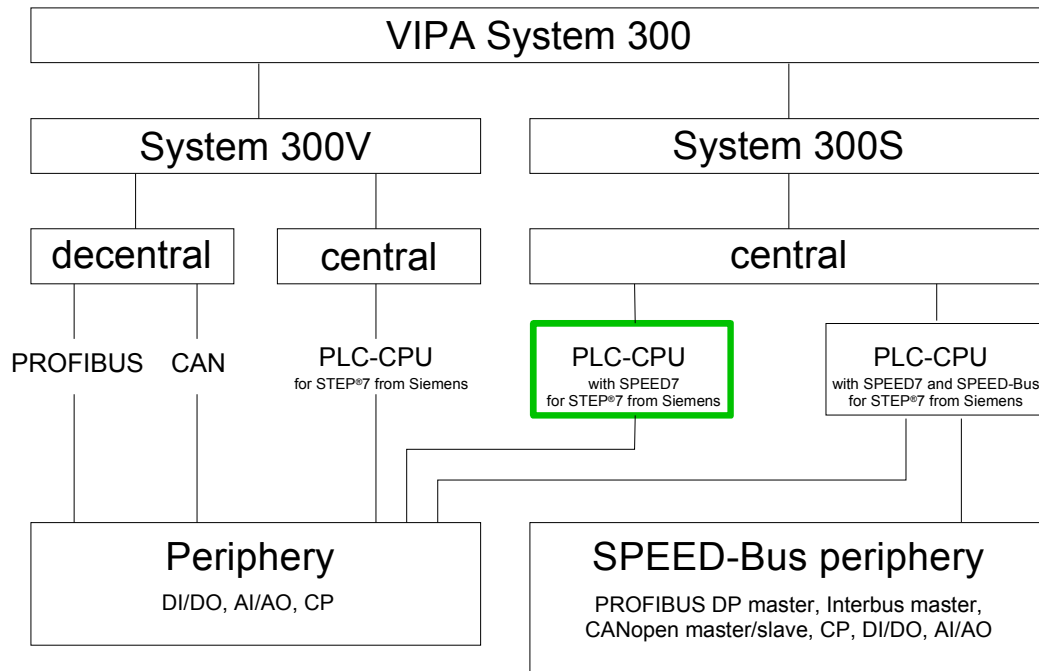 VIPA System 300
System 300V
System 300S
decentral
central
central
PROFIBUS
CAN
PLC-CPU
for STEP®7 from Siemens
PLC-CPU
with SPEED7
for STEP®7 from Siemens
PLC-CPU
with SPEED7 and SPEED-Bus
for STEP®7 from Siemens
Periphery
DI/DO, AI/AO, CP
SPEED-Bus periphery
PROFIBUS DP master, Interbus master,
CANopen master/slave, CP, DI/DO, AI/AO